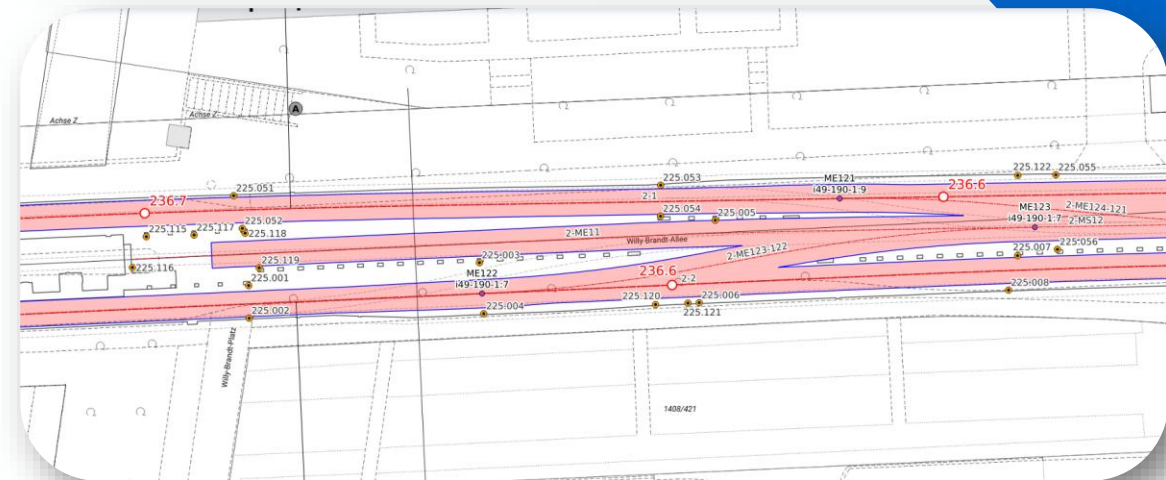 A
Achse Z
Achse Z
225.051
236.7
225.052
225.115
225.117
225.118
225.116
225.119
225.001
225.002
Willy-Brandt-Platz
225.053
2-1
225.054
225.005
ME121
i49-190-1:9
236.6
225.122
225.055
ME123
i49-190-1:7
2-ME124-121
2-MS12
2-ME11
Willy-Brandt-Allee
2-ME123-122
225.003
ME122
i49-190-1:7
225.004
236.6
2-2
225.120
225.006
225.121
225.007
225.056
225.008
1408/421